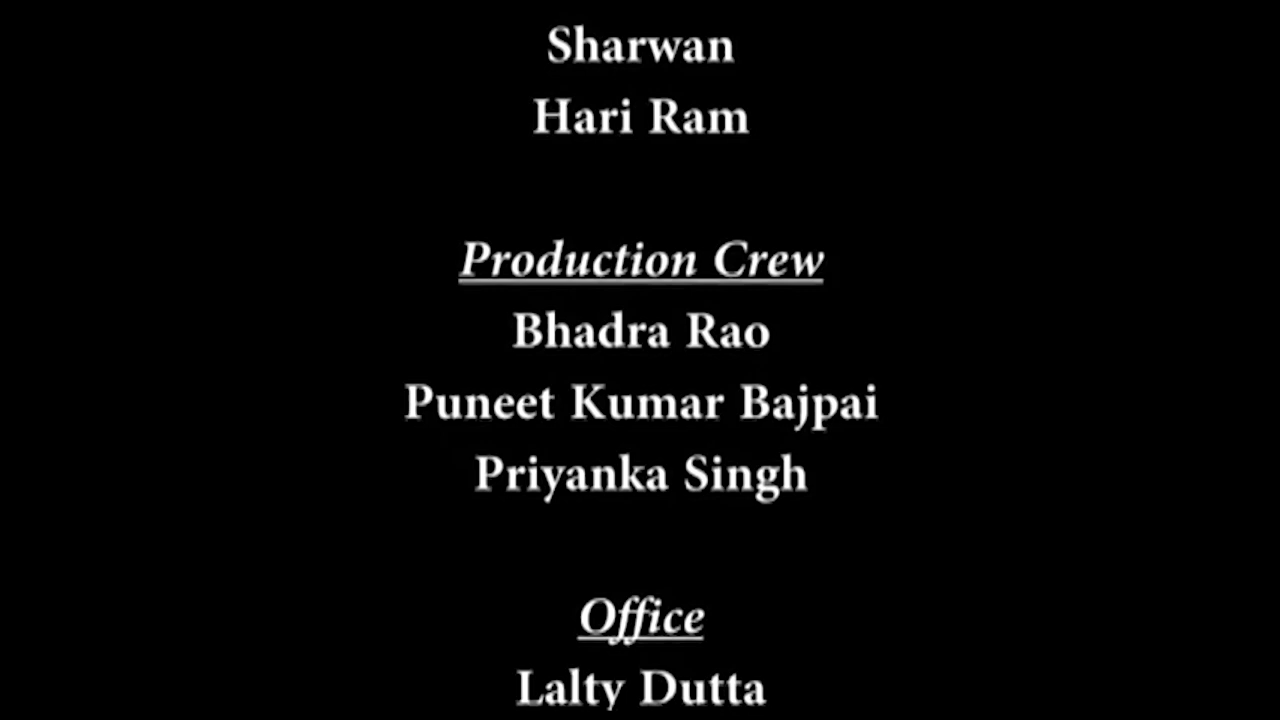 Sharwan
Hari Ram
Production Crew
Bhadra Rao
Puneet Kumar Bajpai
Priyanka Singh
Office
Lalty Dutta